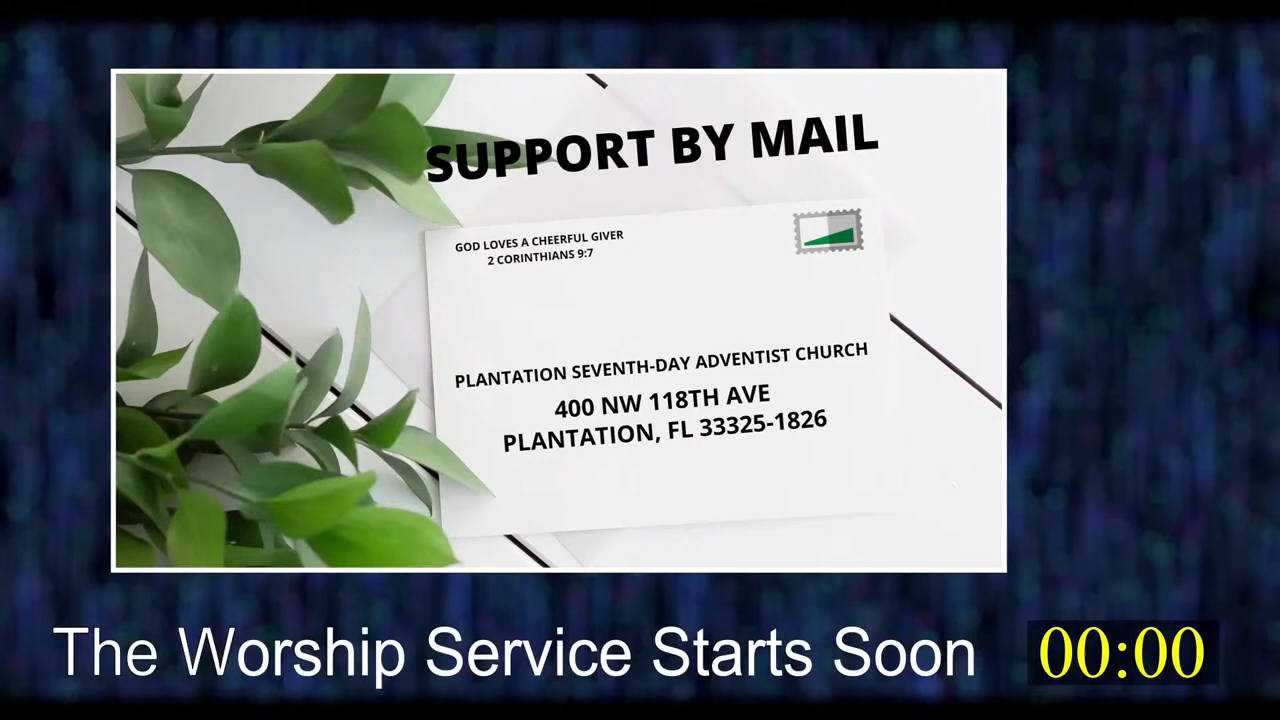 SUPPORT BY MAIL
GOD LOVES A CHEERFUL GIVER
2 CORINTHIANS 9:7
PLANTATION SEVENTH-DAY ADVENTIST CHURCH
400 NW 118TH AVE
PLANTATION, FL 33325-1826
The Worship Service Starts Soon
00:00